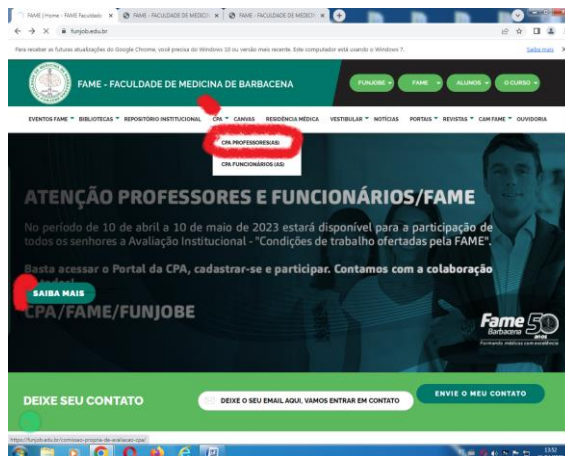 FAME | Home - FAME Faculdade
FAME - FACULDADE DE MEDICI
FAME - FACULDADE DE MEDICI
funjob.edu.br
Para receber as futuras atualizações do Google Chrome, você precisa do Windows 10 ou versão mais recente. Este computador está usando o Windows 7.
Saiba mais
FAME - FACULDADE DE MEDICINA DE BARBACENA
FUNJOBE
FAME
ALUNOS
O CURSO
EVENTOS FAME
BIBLIOTECAS
REPOSITÓRIO INSTITUCIONAL
CPA
CANVAS
RESIDÊNCIA MÉDICA
VESTIBULAR
NOTÍCIAS
PORTAIS
REVISTAS
CAM FAME
OUVIDORIA
CPA PROFESSORES(AS)
CPA FUNCIONÁRIOS (AS)
ATENÇÃO PROFESSORES E FUNCIONÁRIOS/FAME
No período de 10 de abril a 10 de maio de 2023 estará disponível para a participação de
todos os senhores a Avaliação Institucional - "Condições de trabalho ofertadas pela FAME".
Basta acessar o Portal da CPA, cadastrar-se e participar. Contamos com a colaboração
SAIBA MAIS
CPA/FAME/FUNJOBE
Fame 50
Barbacena anos
Formando médicos com excelência
DEIXE SEU CONTATO
DEIXE O SEU EMAIL AQUI, VAMOS ENTRAR EM CONTATO
ENVIE O MEU CONTATO
https://funjob.edu.br/comissao-propria-de-avaliacao-cpa/
13:52